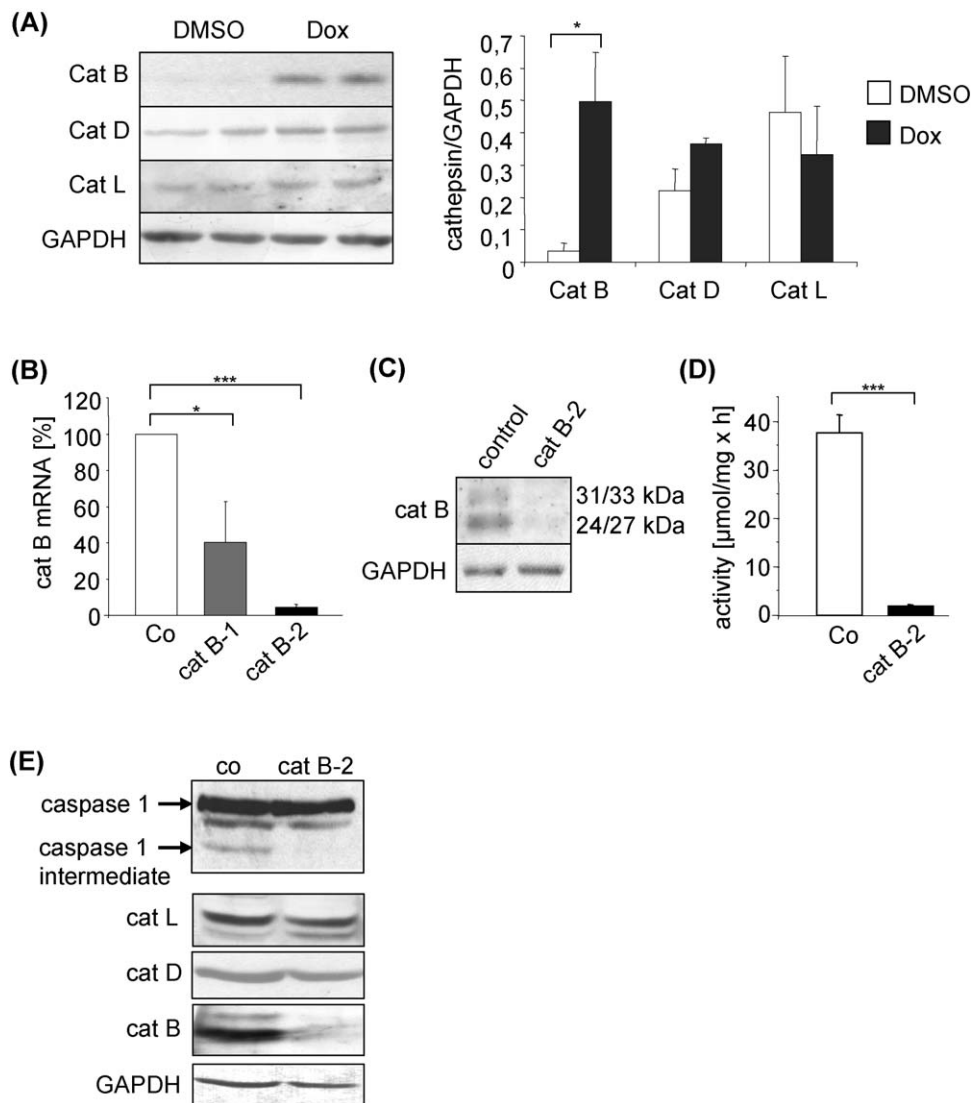 (A)
DMSO Dox
Cat B
Cat D
Cat L
GAPDH
cathepsin/GAPDH
0,7
0,6
0,5
0,4
0,3
0,2
0,1
0
*
Cat B Cat D Cat L
DMSO
Dox
(B)
cat B mRNA [%]
120
100
80
60
40
20
0
***
*
Co cat B-1 cat B-2
(C)
control cat B-2
cat B
31/33 kDa
24/27 kDa
GAPDH
(D)
activity [µmol/mg x h]
40
30
20
10
0
***
Co cat B-2
(E)
co cat B-2
caspase 1
caspase 1
intermediate
cat L
cat D
cat B
GAPDH